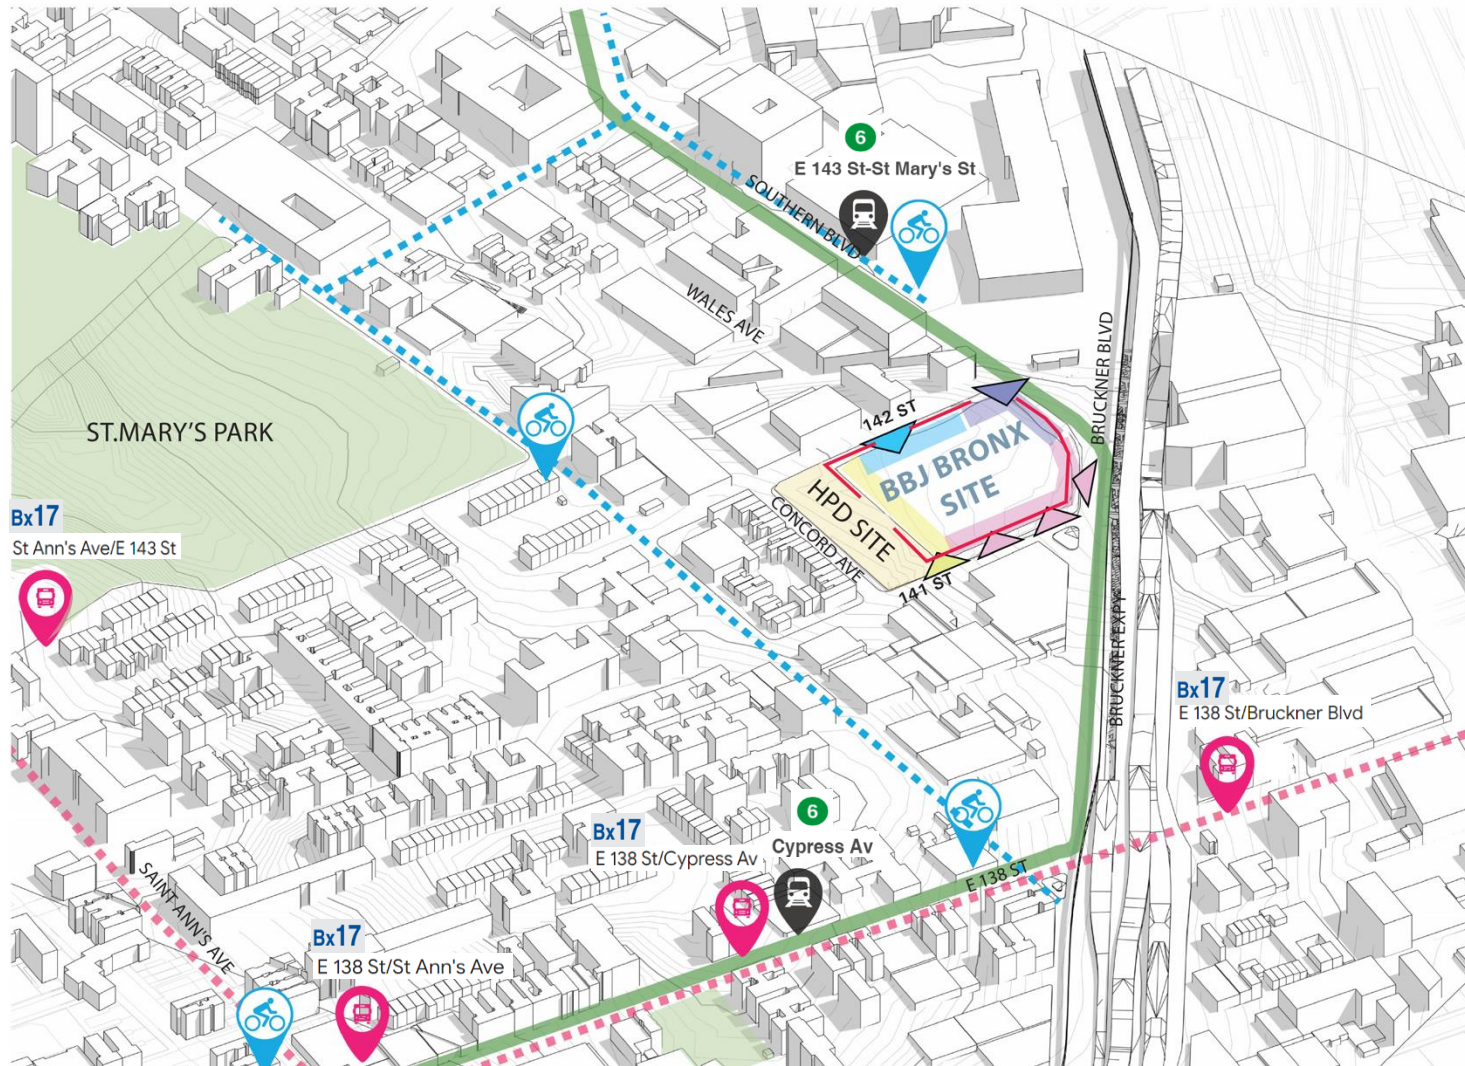 6
E 143 St-St Mary's St
SOUTHERN BLVD
WALES AVE
BRUCKNER BLVD
142 ST
ST.MARY'S PARK
BBJ BRONX
SITE
HPD SITE
CONCORD AVE
141 ST
Bx17
St Ann's Ave/E 143 St
BRUCKNER EXPY
Bx17
E 138 St/Bruckner Blvd
6
Cypress Av
Bx17
E 138 St/Cypress Av
E 138 ST
SAINT ANN'S AVE
Bx17
E 138 St/St Ann's Ave